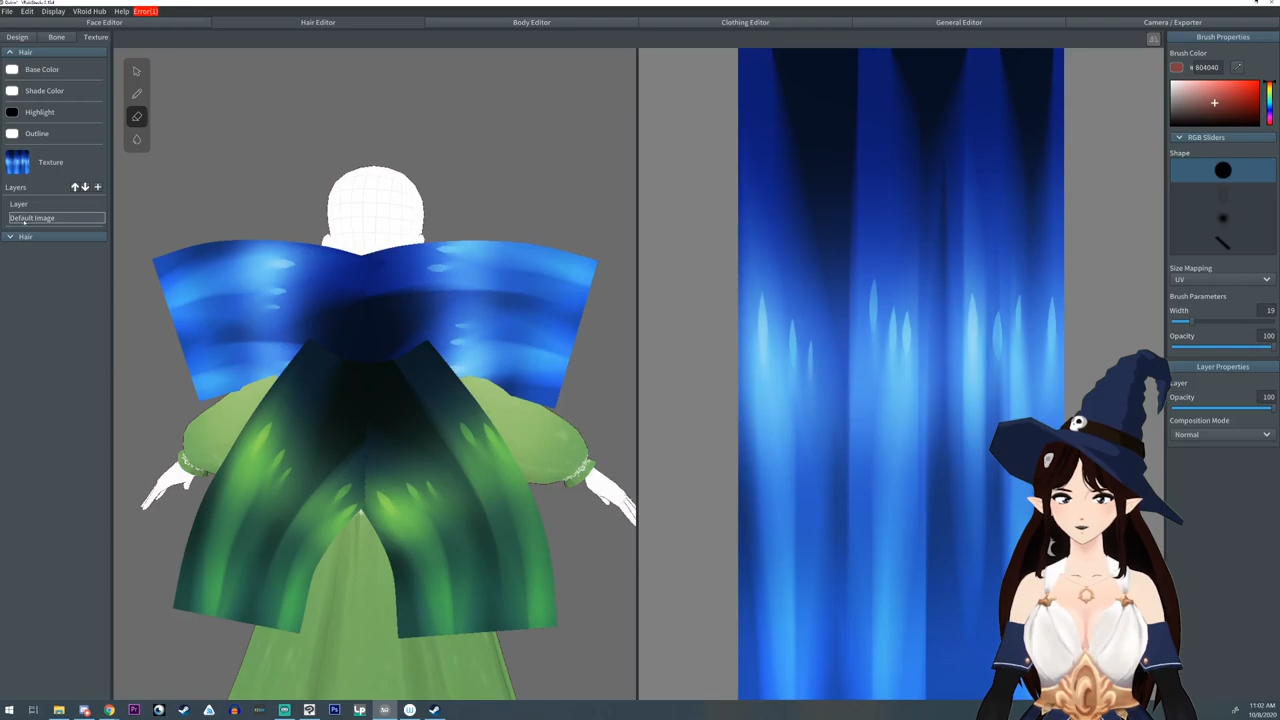 File Edit Display VRoid Hub Help Error(1)
Face Editor Hair Editor Body Editor Clothing Editor General Editor Camera / Exporter
Design Bone Texture
Hair
Base Color
Shade Color
Highlight
Outline
Texture
Layers
Layer
Default Image
Hair
Brush Properties
Brush Color
804040
RGB Sliders
Shape
Size Mapping
UV
Brush Parameters
Width 19
Opacity 100
Layer Properties
Layer
Opacity 100
Composition Mode
Normal
Pr
Ps
11:02 AM
10/8/2020